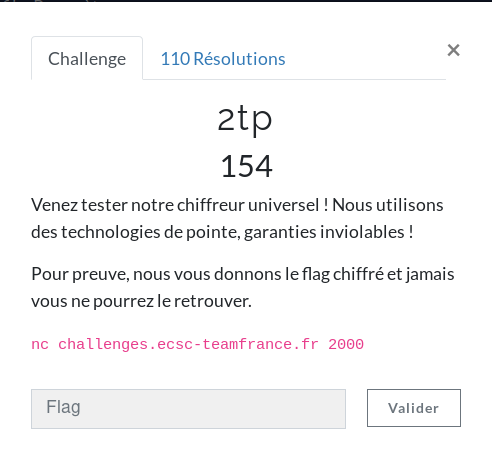 Challenge
110 Résolutions
×
2tp
154
Venez tester notre chiffreur universel ! Nous utilisons
des technologies de pointe, garanties inviolables !
Pour preuve, nous vous donnons le flag chiffré et jamais
vous ne pourrez le retrouver.
nc challenges.ecsc-teamfrance.fr 2000
Flag
Valider